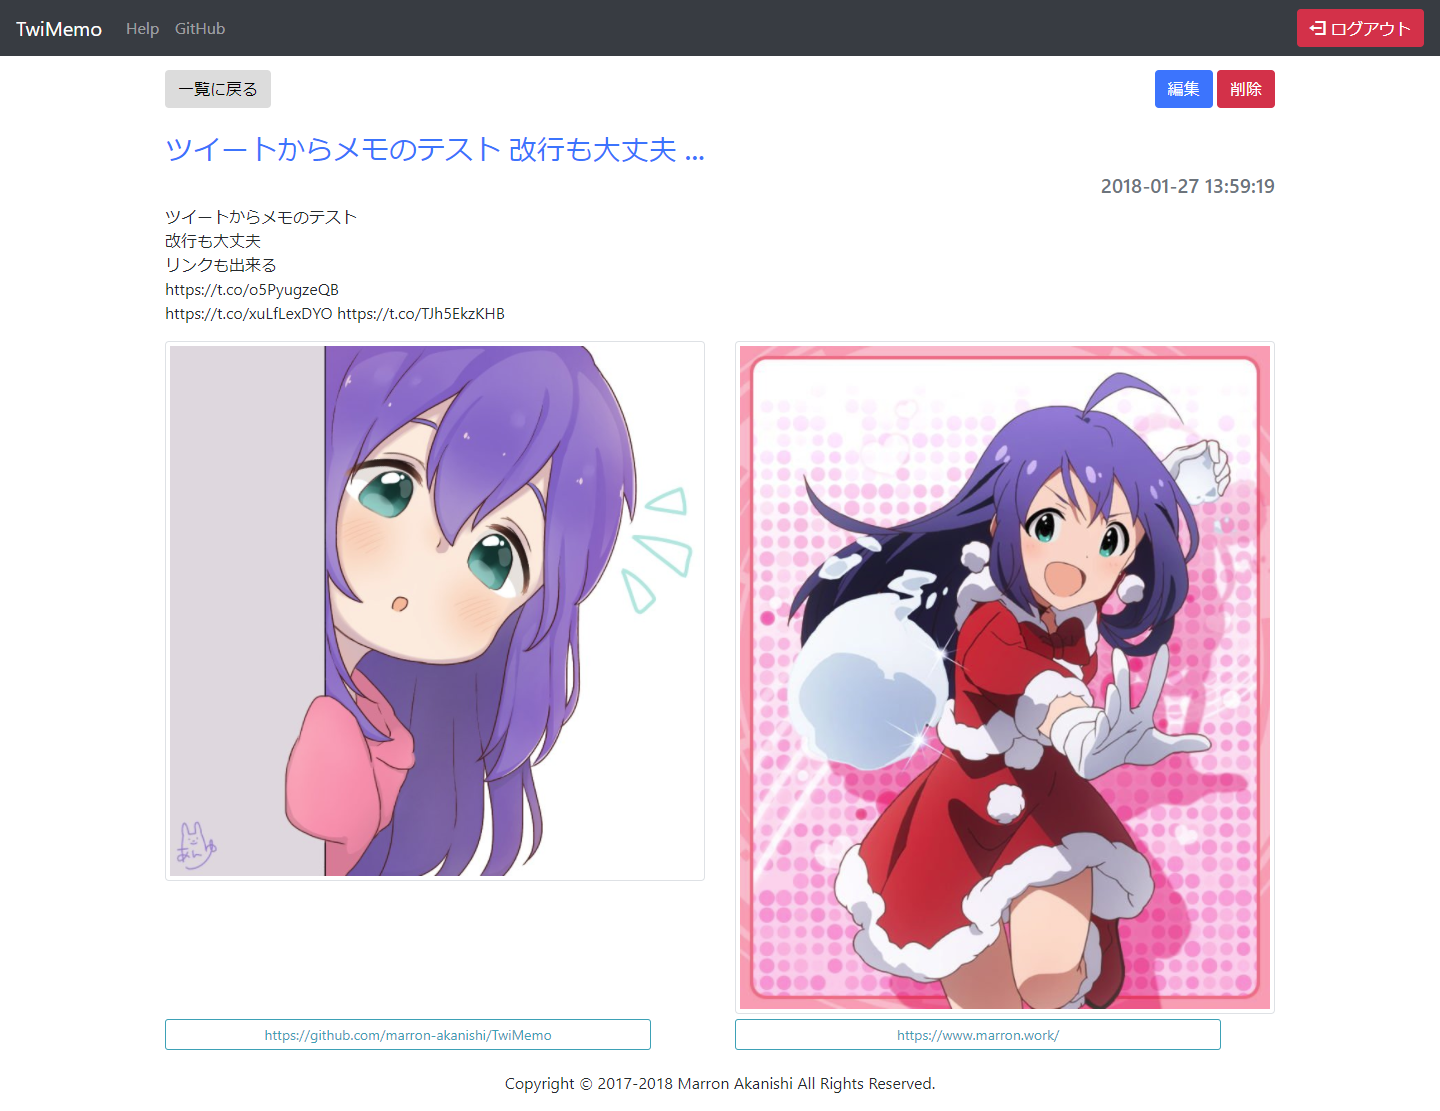 TwiMemo Help GitHub ログアウト
一覧に戻る 編集 削除
ツイートからメモのテスト 改行も大丈夫 ...
2018-01-27 13:59:19
ツイートからメモのテスト
改行も大丈夫
リンクも出来る
https://t.co/o5PyugzeQB
https://t.co/xuLfLexDYO https://t.co/TJh5EkzKHB
https://github.com/marron-akanishi/TwiMemo https://www.marron.work/
Copyright © 2017-2018 Marron Akanishi All Rights Reserved.